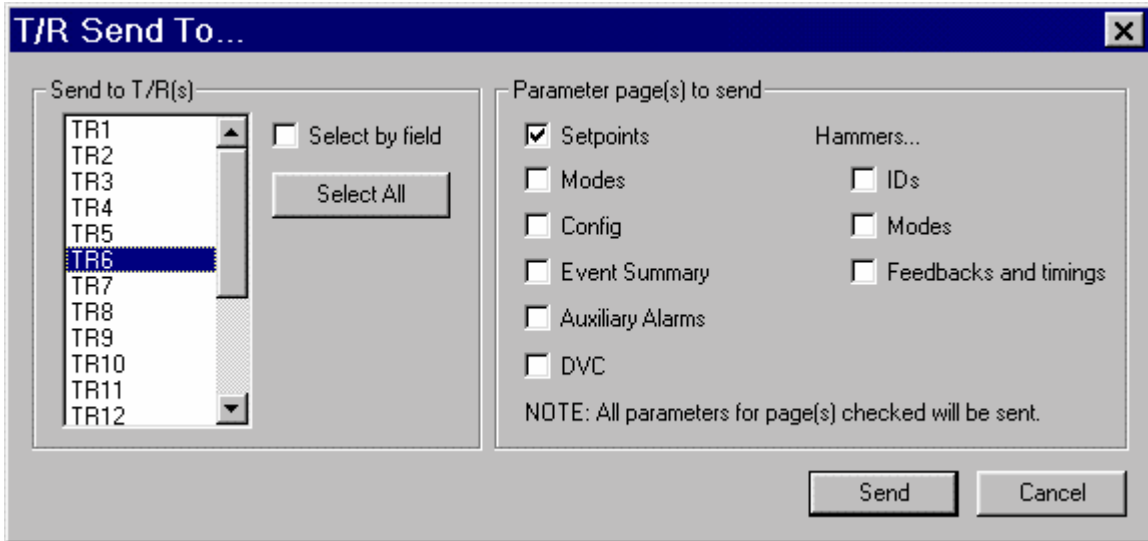 T/R Send To...
Send to T/R(s)
TR1
TR2
TR3
TR4
TR5
TR6
TR7
TR8
TR9
TR10
TR11
TR12
Select by field
Select All
Parameter page(s) to send
Setpoints
Modes
Config
Event Summary
Auxiliary Alarms
DVC
Hammers...
IDs
Modes
Feedbacks and timings
NOTE: All parameters for page(s) checked will be sent.
Send
Cancel